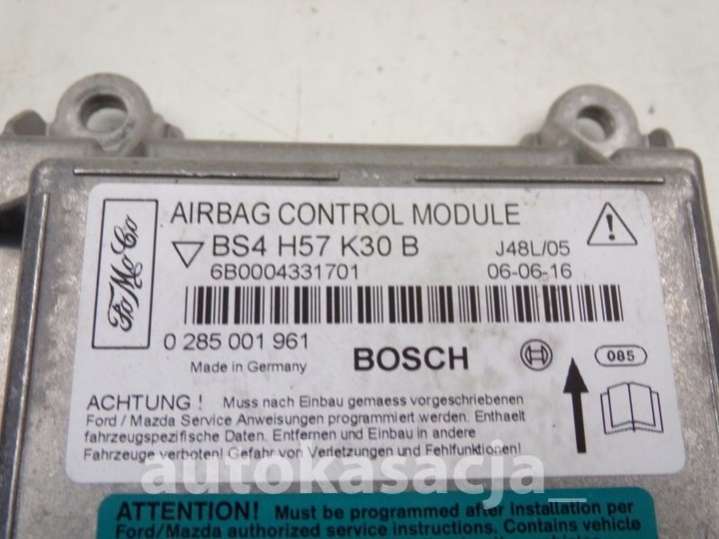 FoMoCo
AIRBAG CONTROL MODULE
BS4 H57 K30 B
J48L/05
6B0004331701
06-06-16
0 285 001 961
Made in Germany
BOSCH
085
ACHTUNG ! Muss nach Einbau gemaess vorgeschriebenen
Ford / Mazda Service Anweisungen programmiert werden. Enthaelt
fahrzeugspezifische Daten. Entfernen und Einbau in andere
Fahrzeuge verboten! Gefahr von Verletzungen und Fehlfunktionen!
autokasacja_
ATTENTION! Must be programmed after installation per
Ford/Mazda authorized service instructions. Contains vehicle